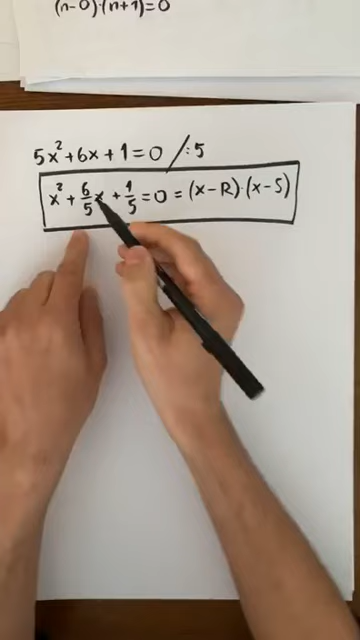 (n-0)·(n+1)=0
5x²+6x+1=0 /:5
x²+6/5x+1/5=0=(x-R)·(x-S)